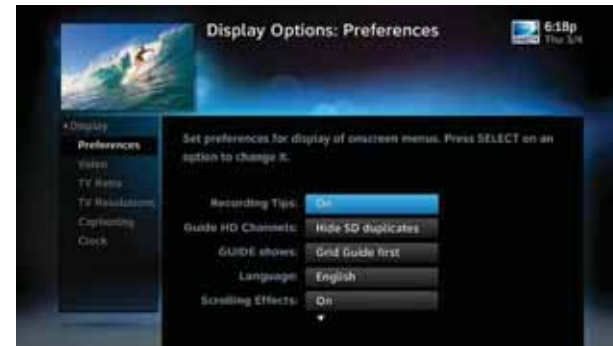 Display Options: Preferences
6:18p
Thu 3/4
Display
Preferences
Video
TV Ratio
TV Resolutions
Captioning
Clock
Set preferences for display of onscreen menus. Press SELECT on an
option to change it.
Recording Tips: On
Guide HD Channels: Hide SD duplicates
GUIDE shows: Grid Guide first
Language: English
Scrolling Effects: On